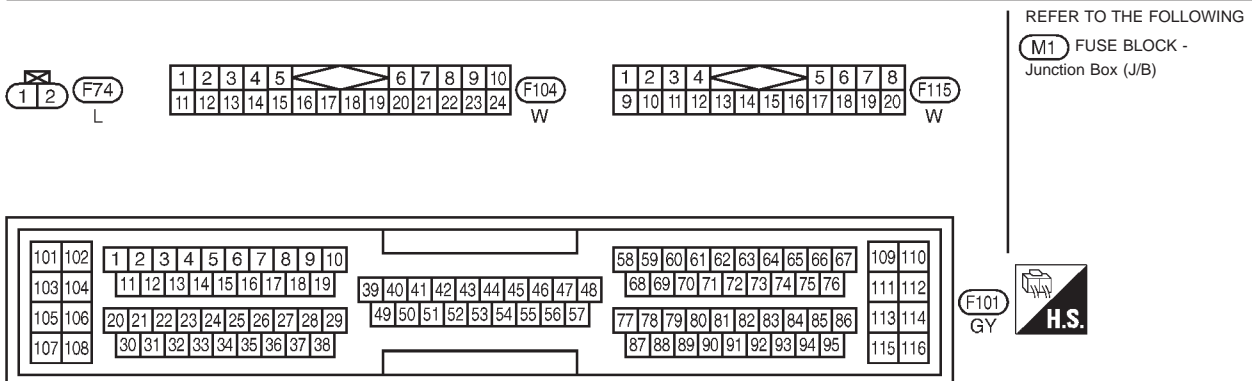 REFER TO THE FOLLOWING
M1 FUSE BLOCK -
Junction Box (J/B)
1 2 F74
L
1 2 3 4 5 6 7 8 9 10
11 12 13 14 15 16 17 18 19 20 21 22 23 24
F104
W
1 2 3 4 5 6 7 8
9 10 11 12 13 14 15 16 17 18 19 20
F115
W
101 102
103 104
105 106
107 108
1 2 3 4 5 6 7 8 9 10
11 12 13 14 15 16 17 18 19
20 21 22 23 24 25 26 27 28 29
30 31 32 33 34 35 36 37 38
39 40 41 42 43 44 45 46 47 48
49 50 51 52 53 54 55 56 57
58 59 60 61 62 63 64 65 66 67
68 69 70 71 72 73 74 75 76
77 78 79 80 81 82 83 84 85 86
87 88 89 90 91 92 93 94 95
109 110
111 112
113 114
115 116
F101
GY
H.S.